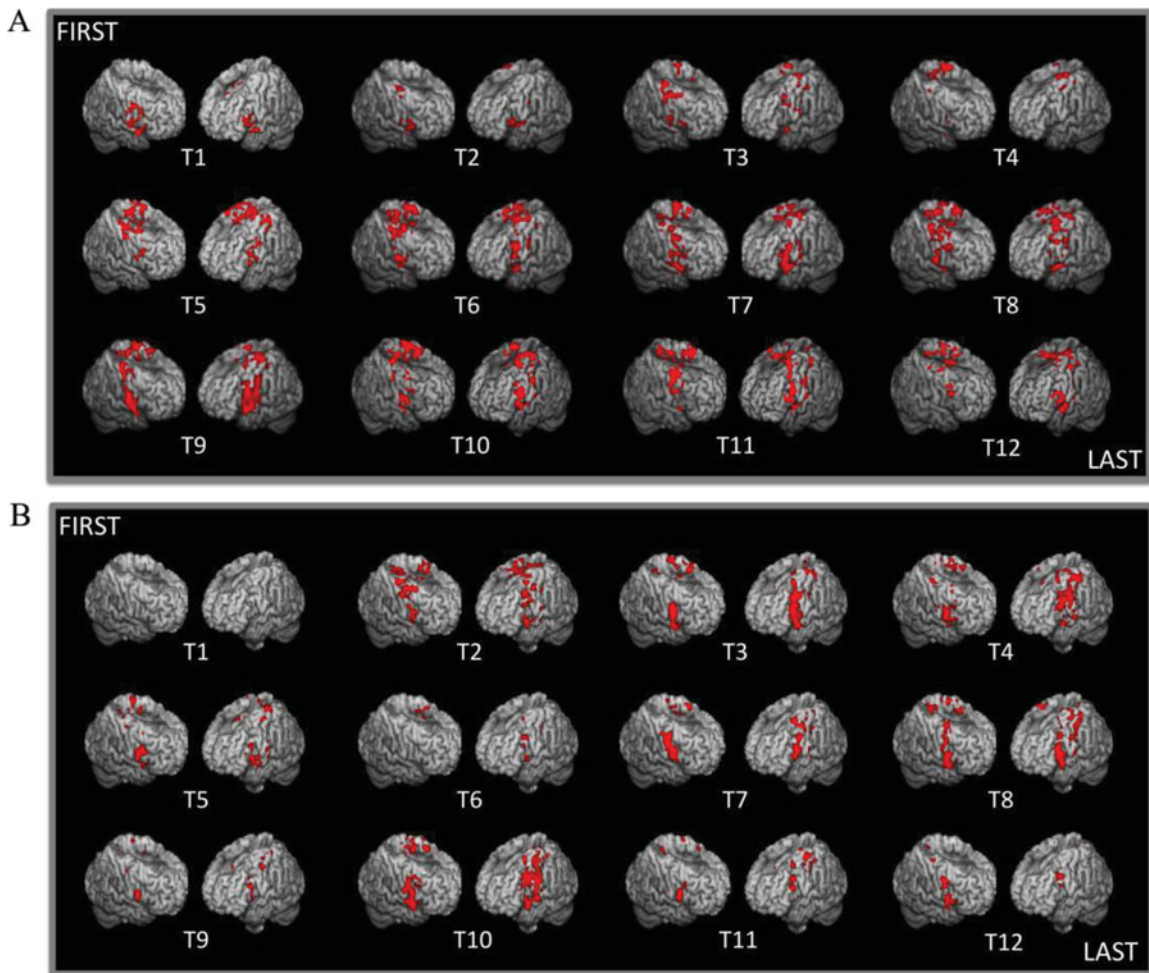 A
FIRST
T1 T2 T3 T4
T5 T6 T7 T8
T9 T10 T11 T12
LAST
B
FIRST
T1 T2 T3 T4
T5 T6 T7 T8
T9 T10 T11 T12
LAST